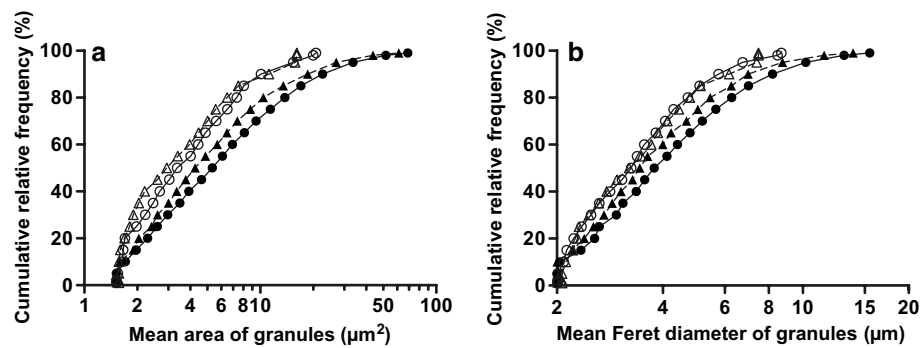 a
Cumulative relative frequency (%)
100
80
60
40
20
0
1 2 4 6 8 10 50 100
Mean area of granules (µm²)
b
Cumulative relative frequency (%)
100
80
60
40
20
0
2 4 6 8 10 15 20
Mean Feret diameter of granules (µm)